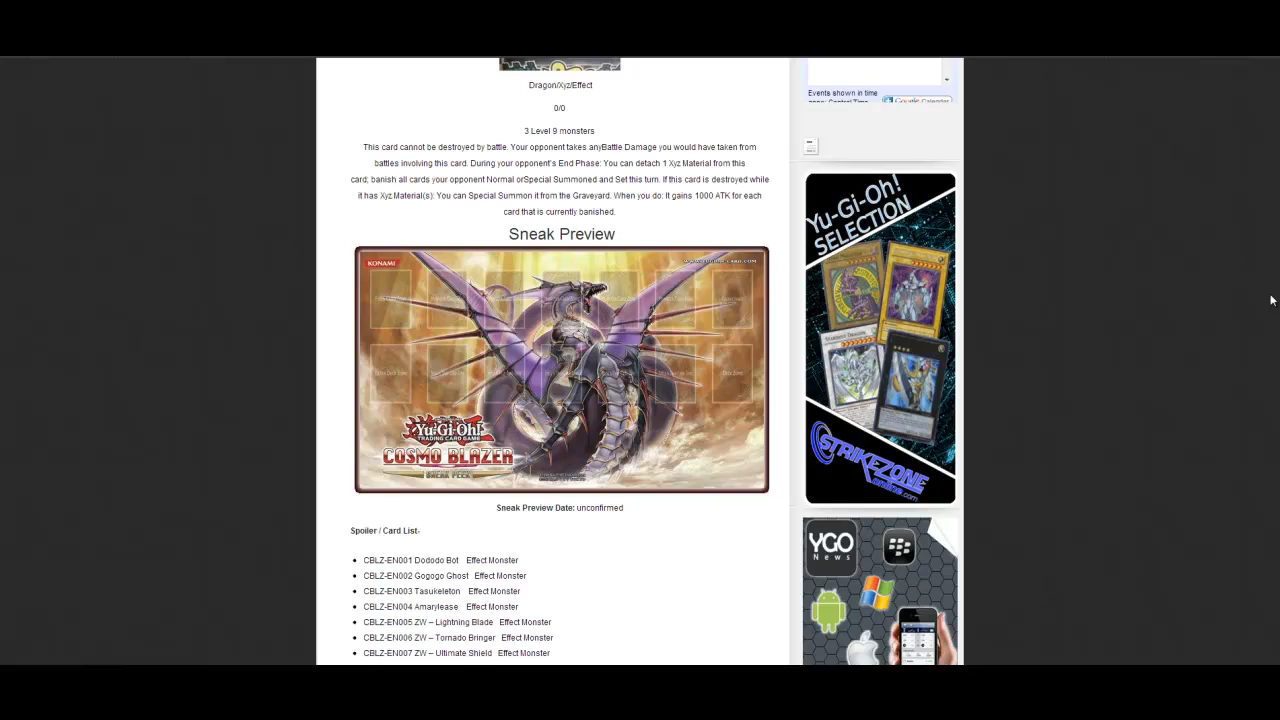 Dragon/Xyz/Effect
0/0
3 Level 9 monsters
This card cannot be destroyed by battle. Your opponent takes anyBattle Damage you would have taken from
battles involving this card. During your opponent's End Phase: You can detach 1 Xyz Material from this
card; banish all cards your opponent Normal orSpecial Summoned and Set this turn. If this card is destroyed while
it has Xyz Material(s): You can Special Summon it from the Graveyard. When you do: It gains 1000 ATK for each
card that is currently banished.
Sneak Preview
KONAMI
Yu-Gi-Oh!
TRADING CARD GAME
COSMO BLAZER
SNEAK PEEK
Sneak Preview Date: unconfirmed
Spoiler / Card List-
CBLZ-EN001 Dododo Bot Effect Monster
CBLZ-EN002 Gogogo Ghost Effect Monster
CBLZ-EN003 Tasukeleton Effect Monster
CBLZ-EN004 Amarylease Effect Monster
CBLZ-EN005 ZW – Lightning Blade Effect Monster
CBLZ-EN006 ZW – Tornado Bringer Effect Monster
CBLZ-EN007 ZW – Ultimate Shield Effect Monster
Events shown in time
zone: Central Time
Google Calendar
Yu-Gi-Oh!
SELECTION
STRIKEZONE
.com
YGO
News